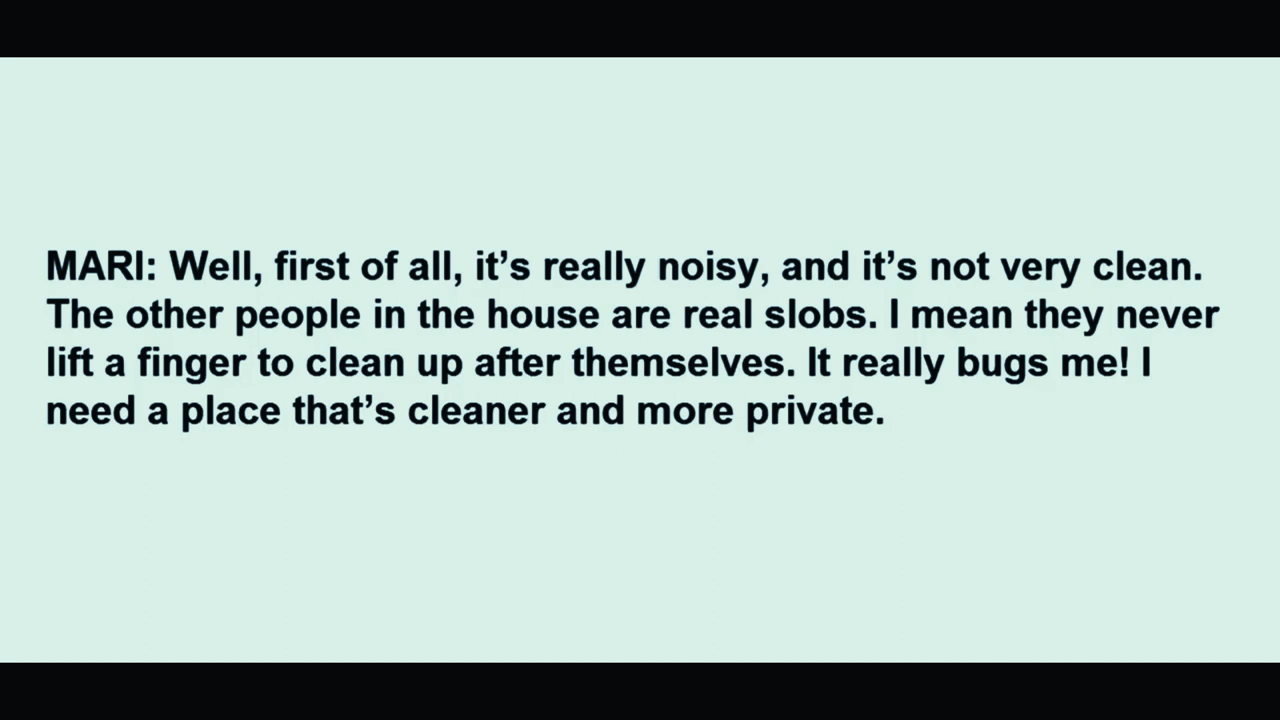 MARI: Well, first of all, it’s really noisy, and it’s not very clean.
The other people in the house are real slobs. I mean they never
lift a finger to clean up after themselves. It really bugs me! I
need a place that’s cleaner and more private.